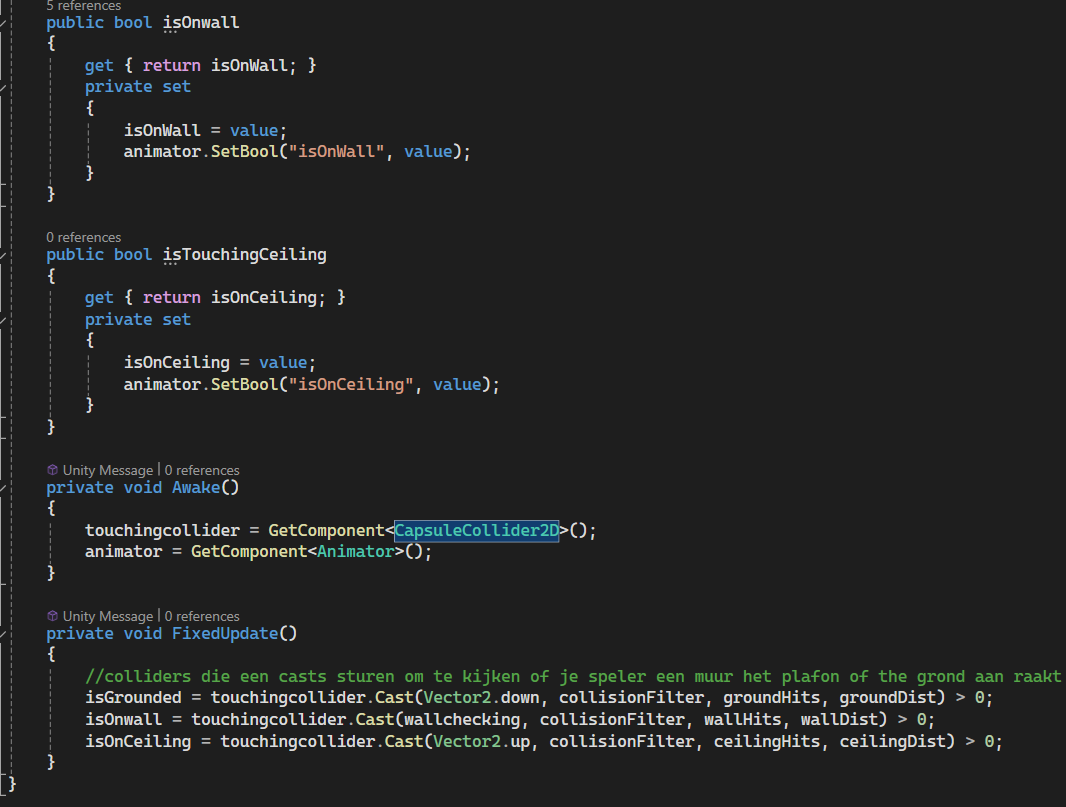 5 references
public bool isOnwall
{
get { return isOnWall; }
private set
{
isOnWall = value;
animator.SetBool("isOnWall", value);
}
}
0 references
public bool isTouchingCeiling
{
get { return isOnCeiling; }
private set
{
isOnCeiling = value;
animator.SetBool("isOnCeiling", value);
}
}
Unity Message | 0 references
private void Awake()
{
touchingcollider = GetComponent<CapsuleCollider2D>();
animator = GetComponent<Animator>();
}
Unity Message | 0 references
private void FixedUpdate()
{
//colliders die een casts sturen om te kijken of je speler een muur het plafon of the grond aan raakt
isGrounded = touchingcollider.Cast(Vector2.down, collisionFilter, groundHits, groundDist) > 0;
isOnwall = touchingcollider.Cast(wallchecking, collisionFilter, wallHits, wallDist) > 0;
isOnCeiling = touchingcollider.Cast(Vector2.up, collisionFilter, ceilingHits, ceilingDist) > 0;
}
}